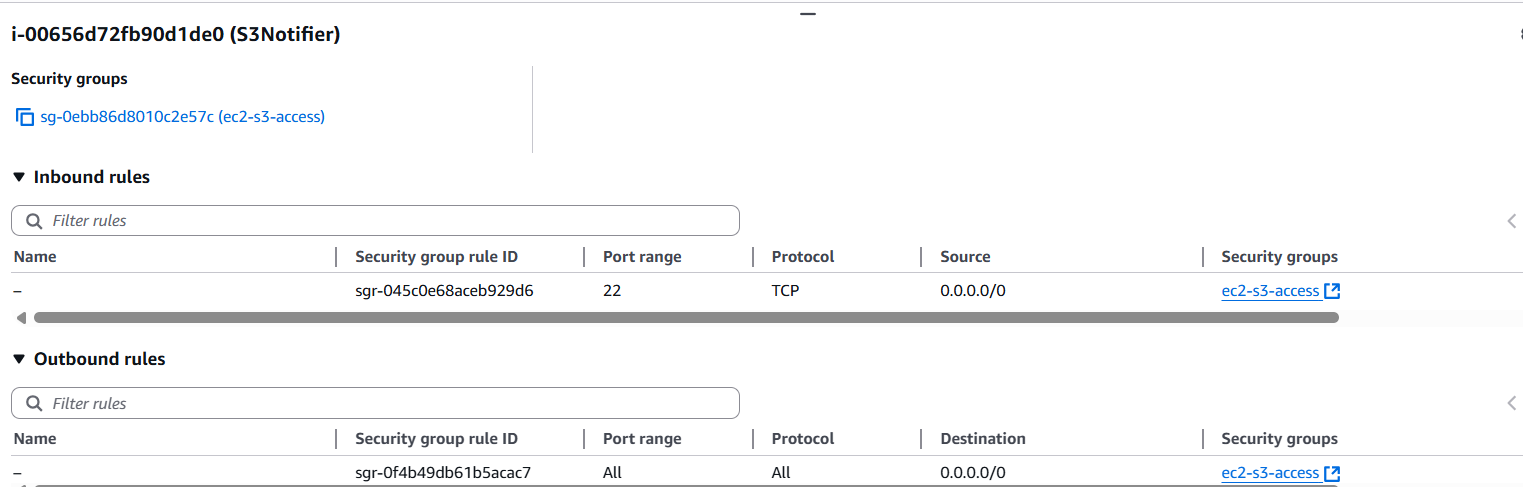 i-00656d72fb90d1de0 (S3Notifier)
Security groups
sg-0ebb86d8010c2e57c (ec2-s3-access)
Inbound rules
Filter rules
Name Security group rule ID Port range Protocol Source Security groups
– sgr-045c0e68aceb929d6 22 TCP 0.0.0.0/0 ec2-s3-access
Outbound rules
Filter rules
Name Security group rule ID Port range Protocol Destination Security groups
– sgr-0f4b49db61b5acac7 All All 0.0.0.0/0 ec2-s3-access